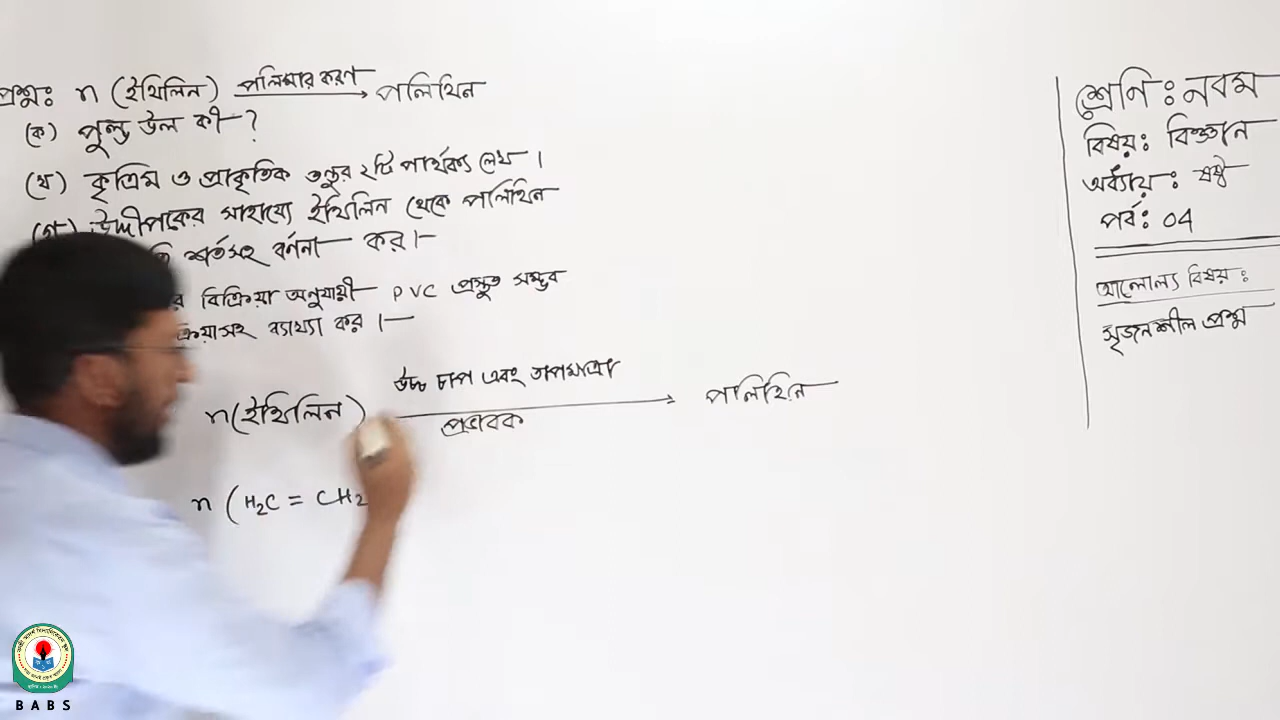 প্রশ্নঃ n (ইথিলিন) পলিমারকরণ পলিথিন
(ক) পুল্ড উল কী?
(খ) কৃত্রিম ও প্রাকৃতিক তন্তুর ২টি পার্থক্য লেখ।
(গ) উদ্দীপকের সাহায্যে ইথিলিন থেকে পলিথিন
শর্তসহ বর্ণনা কর।
বিক্রিয়া অনুযায়ী PVC প্রস্তুত সম্ভব
ক্রিয়াসহ ব্যাখ্যা কর।
উচ্চ চাপ এবং তাপমাত্রা
n(ইথিলিন) পলিথিন
প্রভাবক
n (H₂C = CH₂
শ্রেণি : নবম
বিষয়ঃ বিজ্ঞান
অধ্যায় : ষষ্ঠ
পর্ব: 04
আলোচ্য বিষয় :
সৃজনশীল প্রশ্ন
BABS